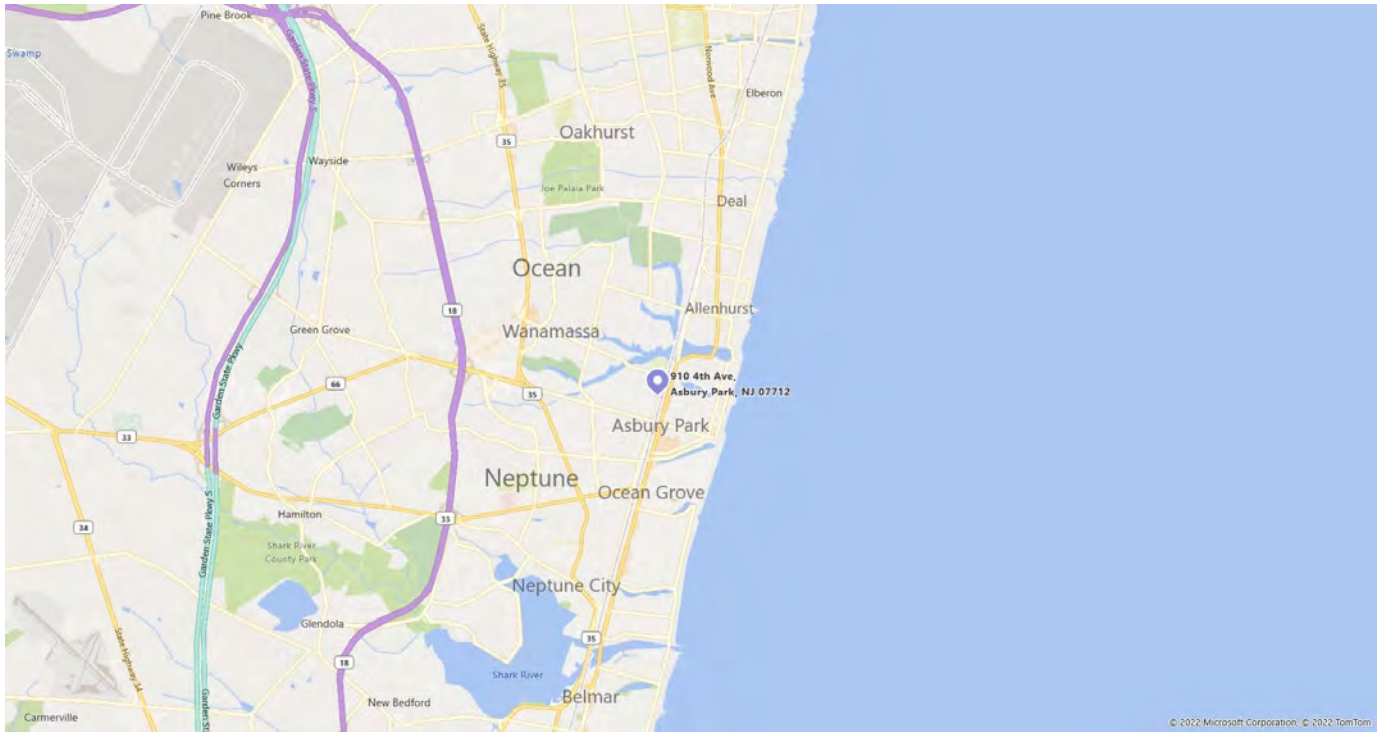 Pine Brook
Swamp
Garden State Pkwy S
State Highway 35
Norwood Ave
Elberon
Oakhurst
35
Wayside
Wileys
Corners
Joe Palaia Park
Deal
Ocean
Allenhurst
18
Green Grove
Wanamassa
Garden State Pkwy
66
35
910 4th Ave,
Asbury Park, NJ 07712
Asbury Park
33
Neptune
Ocean Grove
Garden State Pkwy S
34
Hamilton
33
Shark River
County Park
Neptune City
Glendola
35
State Highway 34
18
Shark River
New Bedford
Belmar
Garden St
Carmerville
© 2022 Microsoft Corporation, © 2022 TomTom